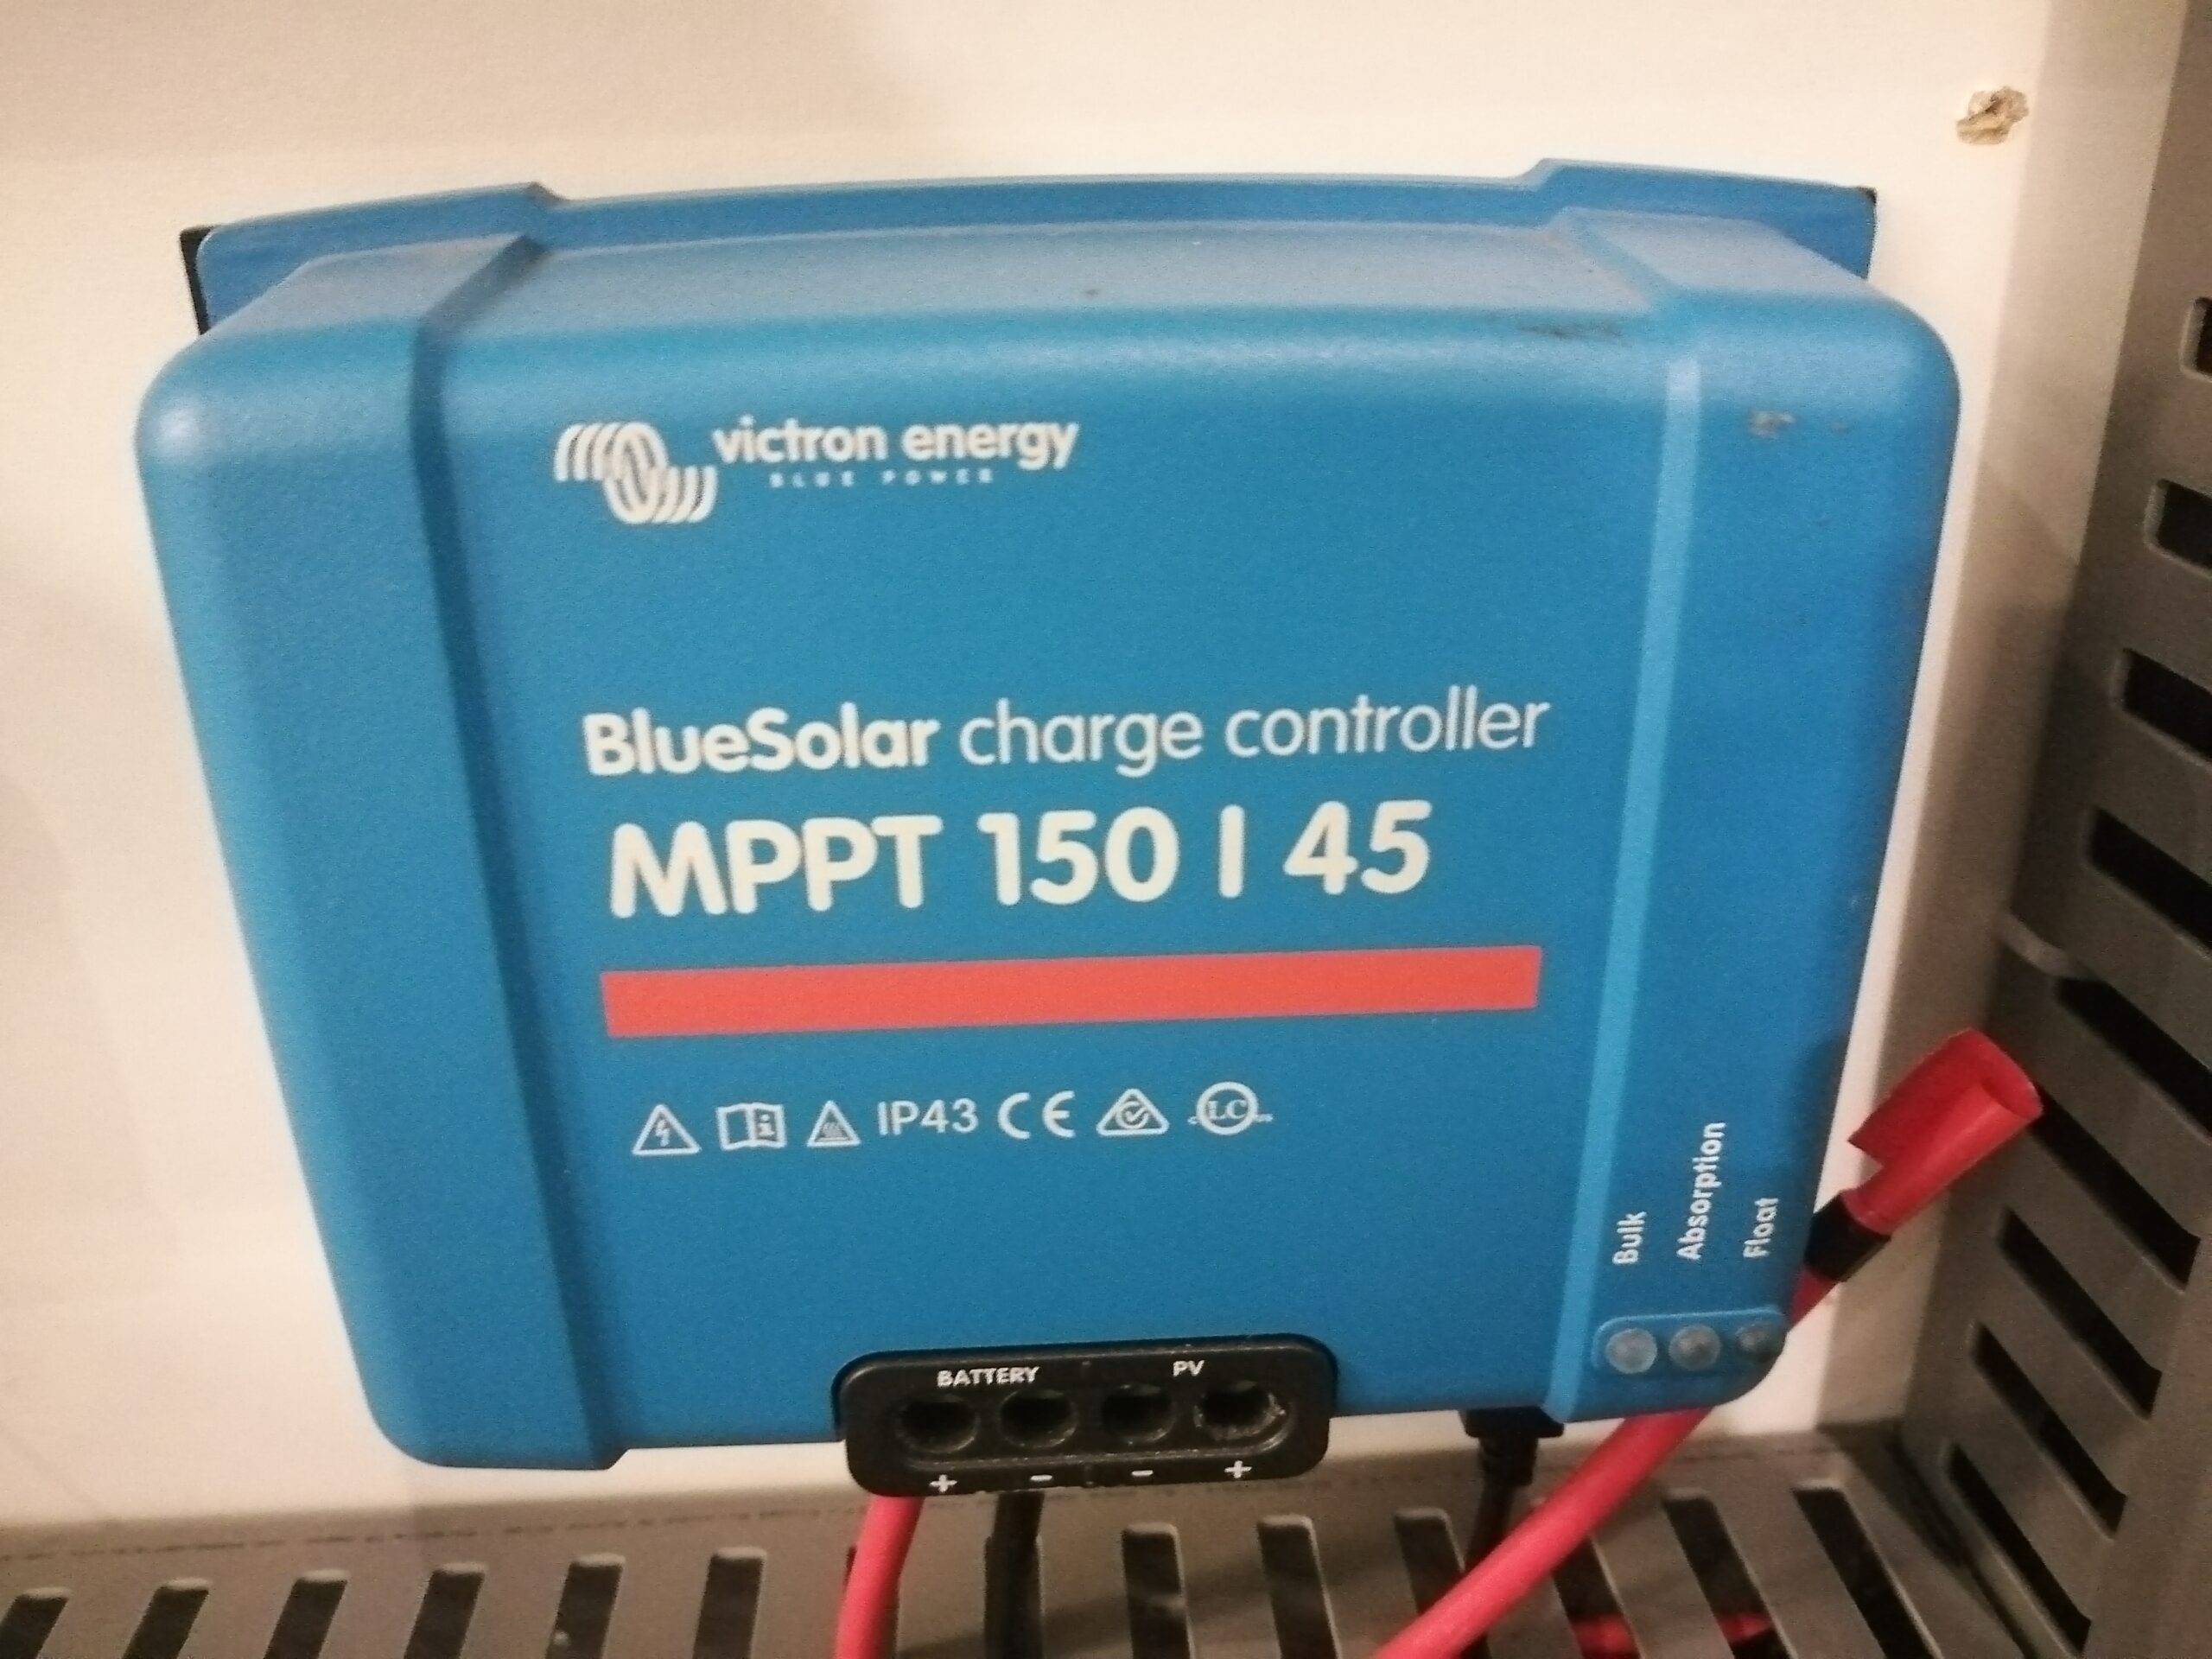 victron energy
BLUE POWER
BlueSolar charge controller
MPPT 150 | 45
IP43 CE
Bulk
Absorption
Float
BATTERY PV
+ - - +